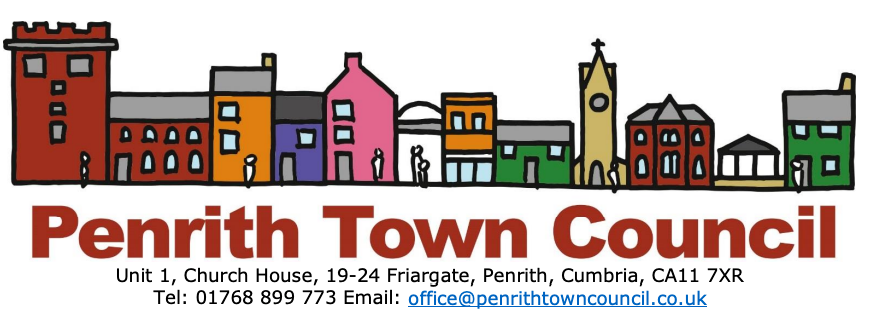 Penrith Town Council
Unit 1, Church House, 19-24 Friargate, Penrith, Cumbria, CA11 7XR
Tel: 01768 899 773 Email: office@penrithtowncouncil.co.uk